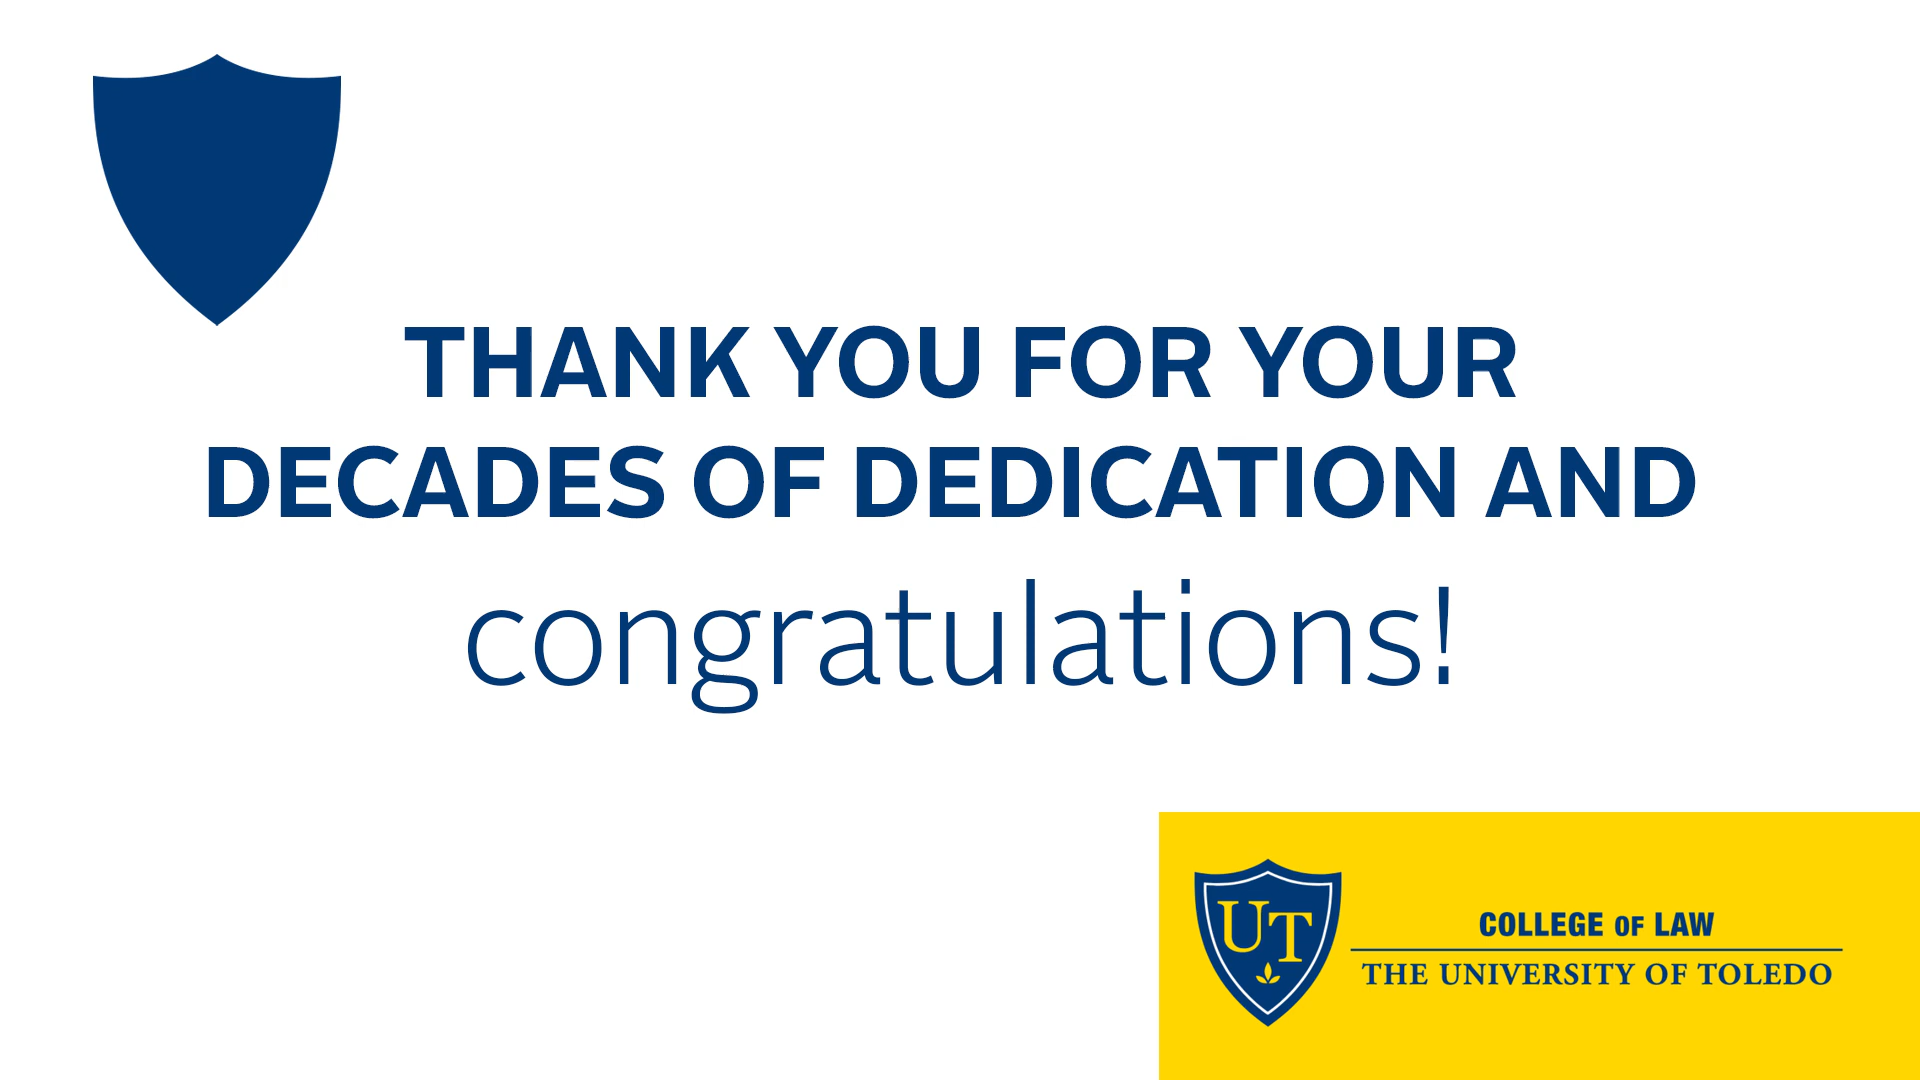 THANK YOU FOR YOUR
DECADES OF DEDICATION AND
congratulations!
UT
COLLEGE OF LAW
THE UNIVERSITY OF TOLEDO